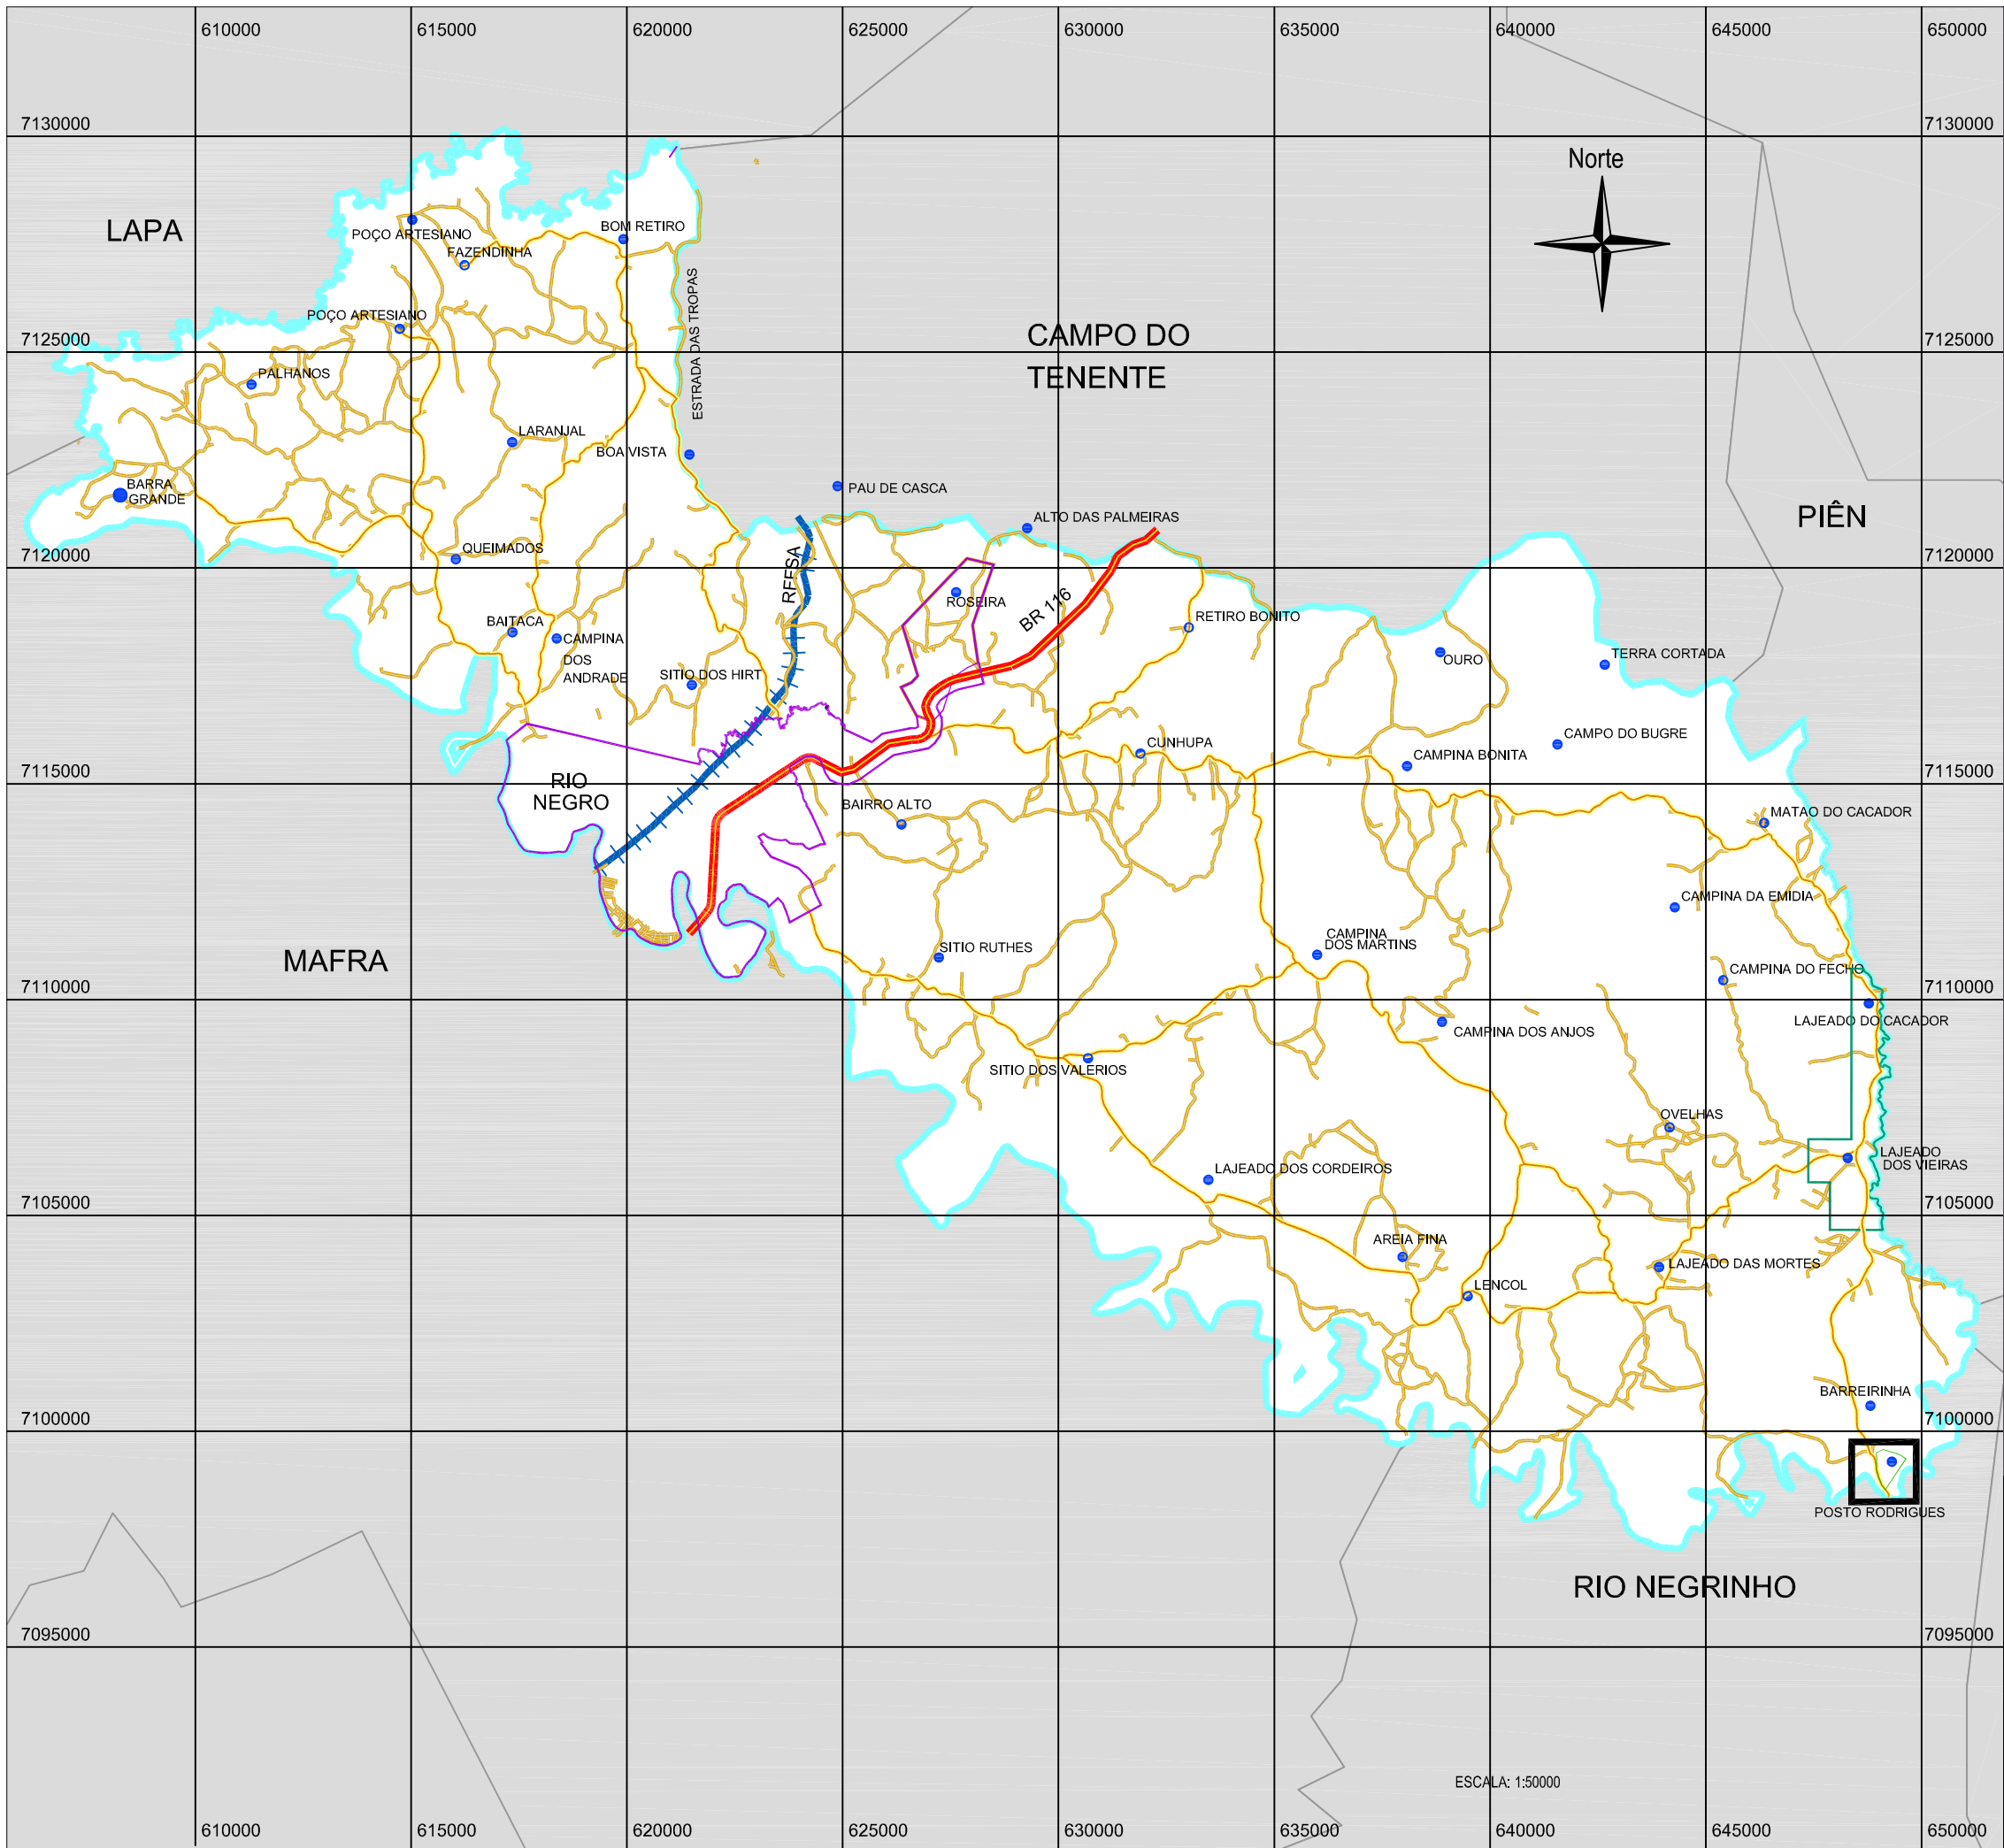 610000 615000 620000 625000 630000 635000 640000 645000 650000
7130000 7130000
Norte
LAPA
POÇO ARTESIANO
BOM RETIRO
FAZENDINHA
ESTRADA DAS TROPAS
POÇO ARTESIANO
CAMPO DO
TENENTE
7125000 7125000
PALHANOS
LARANJAL
BOA VISTA
BARRA
GRANDE
PAU DE CASCA
ALTO DAS PALMEIRAS
PIÊN
QUEIMADOS
7120000 7120000
RFFSA
ROSEIRA
BR 116
RETIRO BONITO
BAITACA
CAMPINA
DOS
ANDRADE
SITIO DOS HIRT
OURO
TERRA CORTADA
CAMPO DO BUGRE
CUNHUPA
CAMPINA BONITA
7115000 7115000
RIO
NEGRO
BAIRRO ALTO
MATAO DO CACADOR
CAMPINA DA EMIDIA
MAFRA
SITIO RUTHES
CAMPINA
DOS MARTINS
CAMPINA DO FECHO
7110000 7110000
LAJEADO DO CACADOR
CAMPINA DOS ANJOS
SITIO DOS VALERIOS
OVELHAS
LAJEADO
DOS VIEIRAS
LAJEADO DOS CORDEIROS
7105000 7105000
AREIA FINA
LAJEADO DAS MORTES
LENCOL
BARREIRINHA
7100000 7100000
POSTO RODRIGUES
RIO NEGRINHO
7095000 7095000
ESCALA: 1:50000
610000 615000 620000 625000 630000 635000 640000 645000 650000